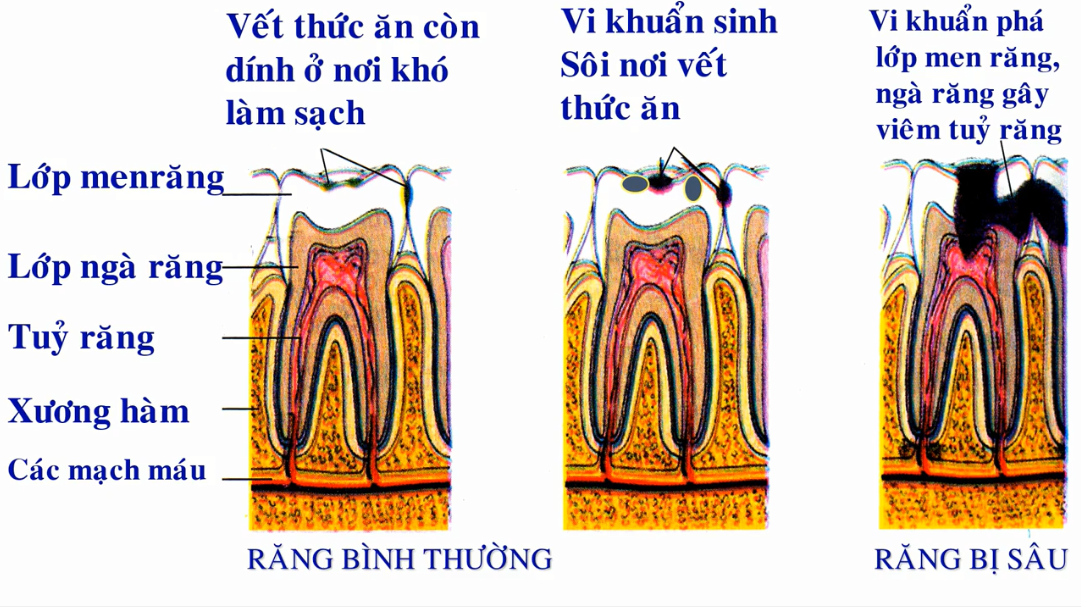 Vết thức ăn còn
dính ở nơi khó
làm sạch
Vi khuẩn sinh
Sôi nơi vết
thức ăn
Vi khuẩn phá
lớp men răng,
ngà răng gây
viêm tuỷ răng
Lớp menrăng
Lớp ngà răng
Tuỷ răng
Xương hàm
Các mạch máu
RĂNG BÌNH THƯỜNG
RĂNG BỊ SÂU